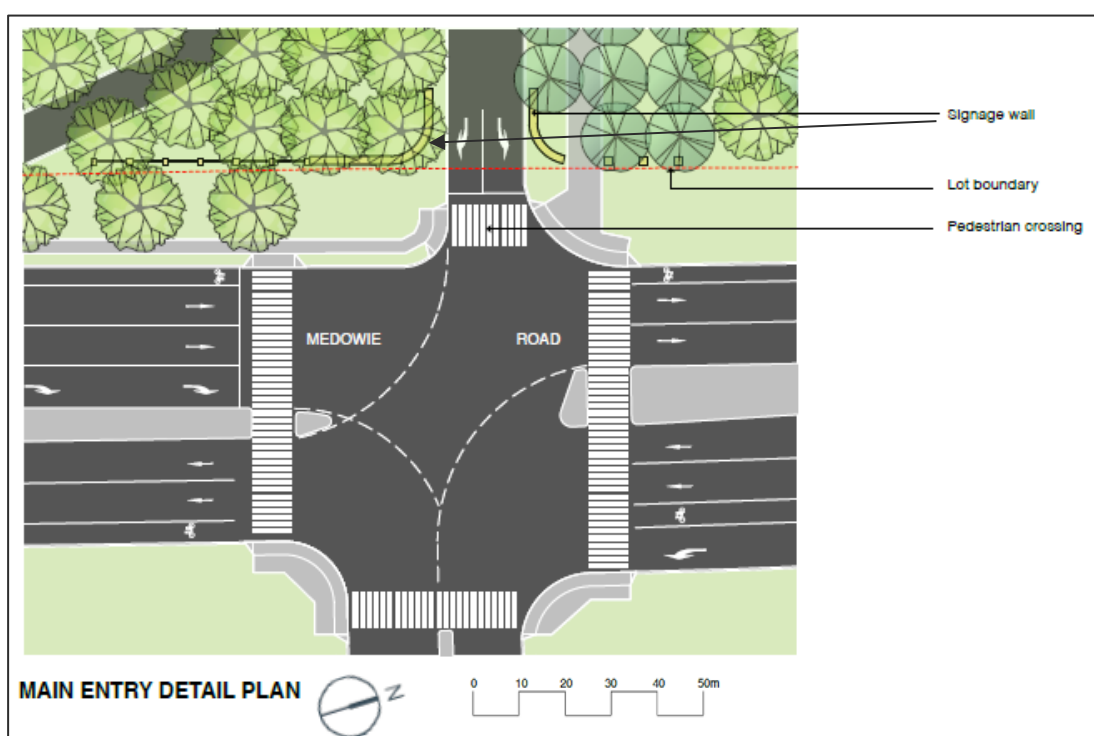 Signage wall
Lot boundary
Pedestrian crossing
MEDOWIE ROAD
MAIN ENTRY DETAIL PLAN
N
0 10 20 30 40 50m